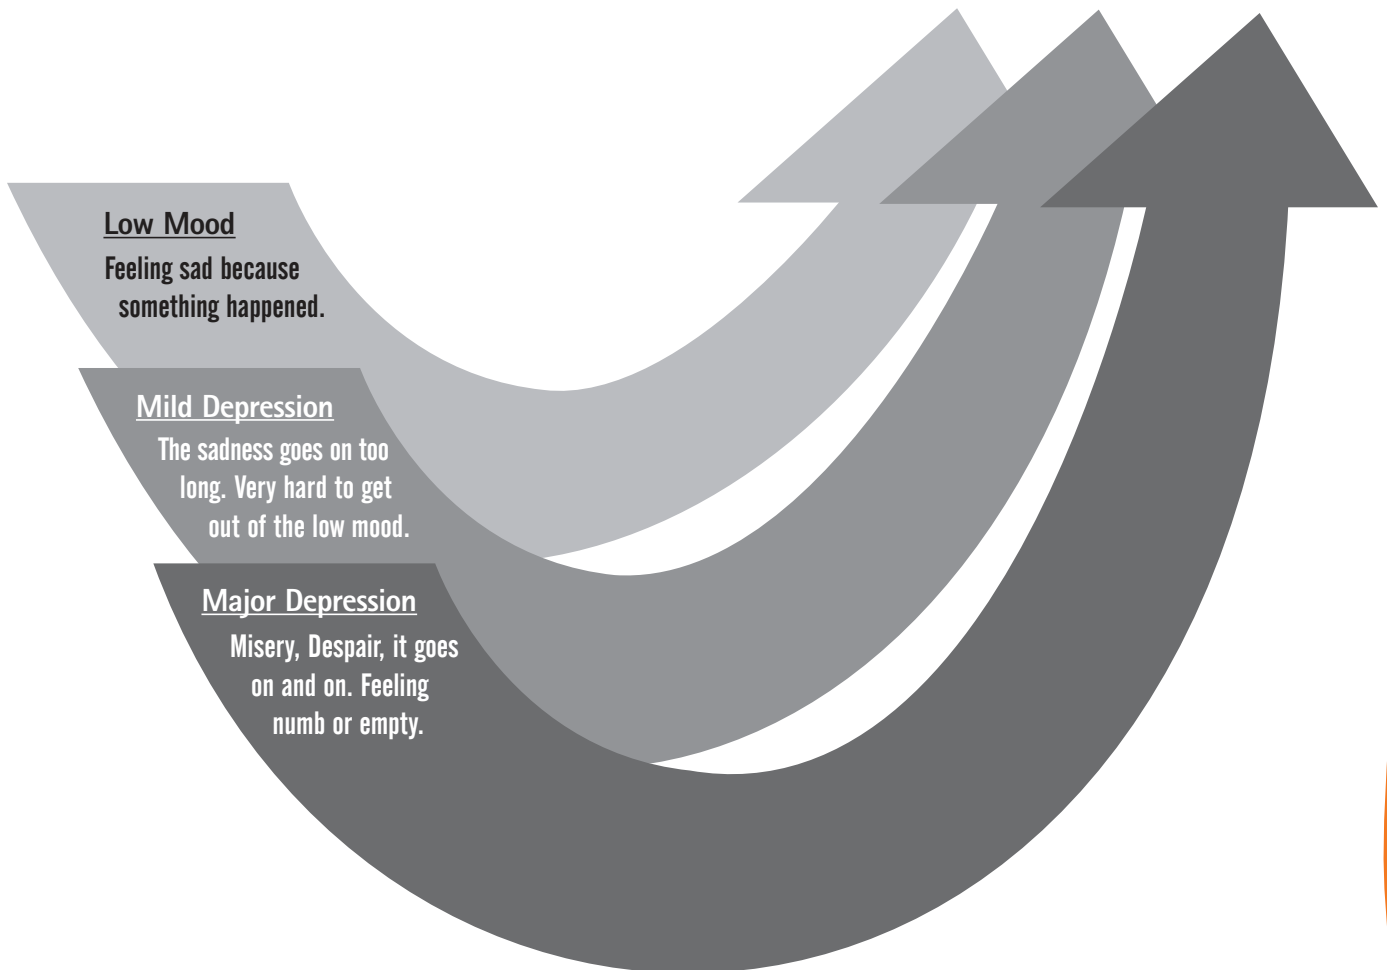 Low Mood
Feeling sad because
something happened.
Mild Depression
The sadness goes on too
long. Very hard to get
out of the low mood.
Major Depression
Misery, Despair, it goes
on and on. Feeling
numb or empty.